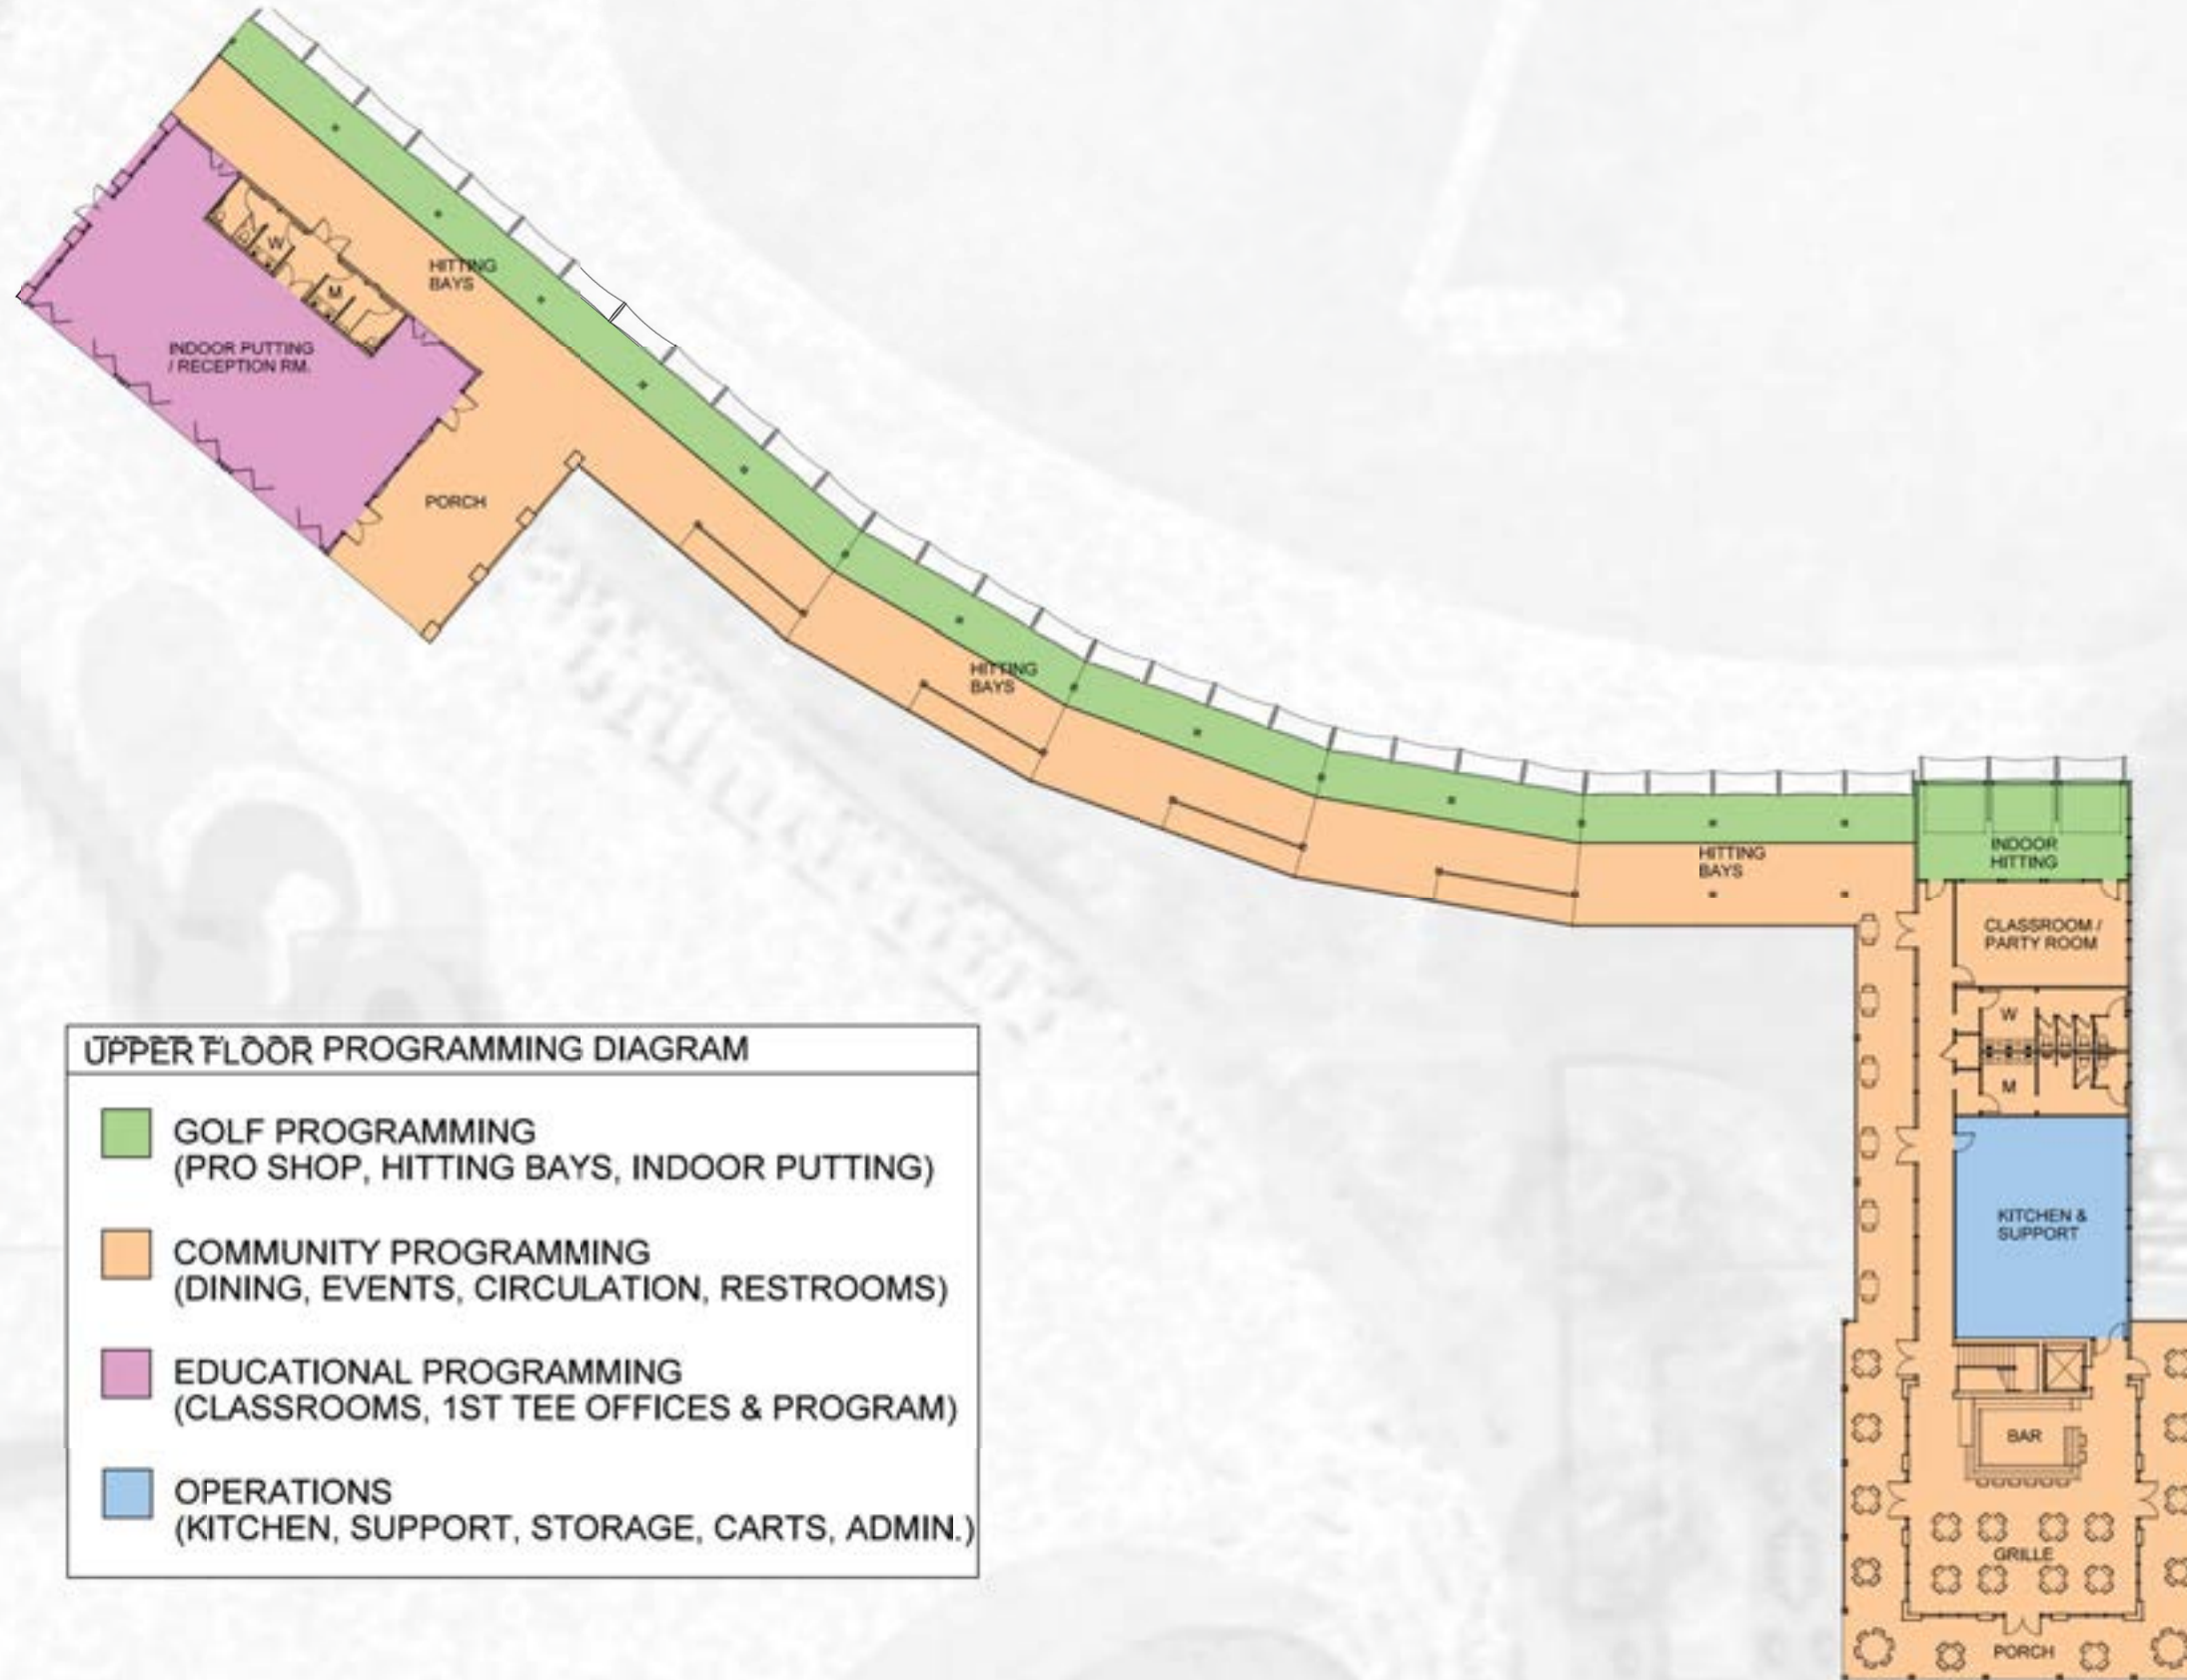 HITTING
BAYS
W
M
INDOOR PUTTING
/ RECEPTION RM.
PORCH
HITTING
BAYS
HITTING
BAYS
INDOOR
HITTING
CLASSROOM /
PARTY ROOM
W
M
KITCHEN &
SUPPORT
BAR
GRILLE
PORCH
UPPER FLOOR PROGRAMMING DIAGRAM
GOLF PROGRAMMING
(PRO SHOP, HITTING BAYS, INDOOR PUTTING)
COMMUNITY PROGRAMMING
(DINING, EVENTS, CIRCULATION, RESTROOMS)
EDUCATIONAL PROGRAMMING
(CLASSROOMS, 1ST TEE OFFICES & PROGRAM)
OPERATIONS
(KITCHEN, SUPPORT, STORAGE, CARTS, ADMIN.)